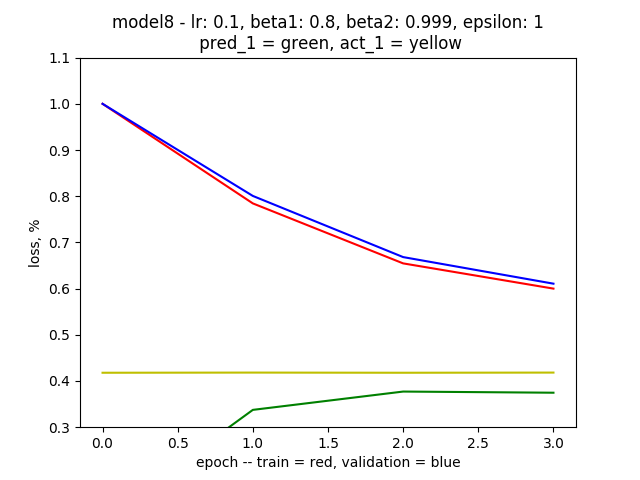 model8 - lr: 0.1, beta1: 0.8, beta2: 0.999, epsilon: 1
pred_1 = green, act_1 = yellow
1.1
1.0
0.9
0.8
0.7
0.6
0.5
0.4
0.3
loss, %
0.0 0.5 1.0 1.5 2.0 2.5 3.0
epoch -- train = red, validation = blue